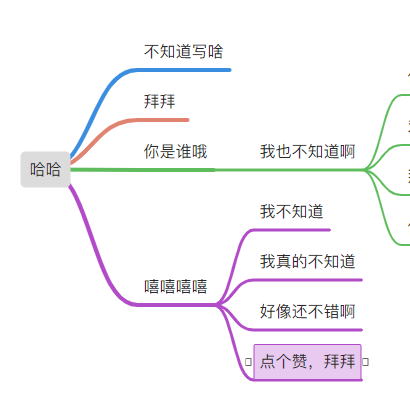 哈哈
不知道写啥
拜拜
你是谁哦
我也不知道啊
嘻嘻嘻嘻
我不知道
我真的不知道
好像还不错啊
点个赞，拜拜